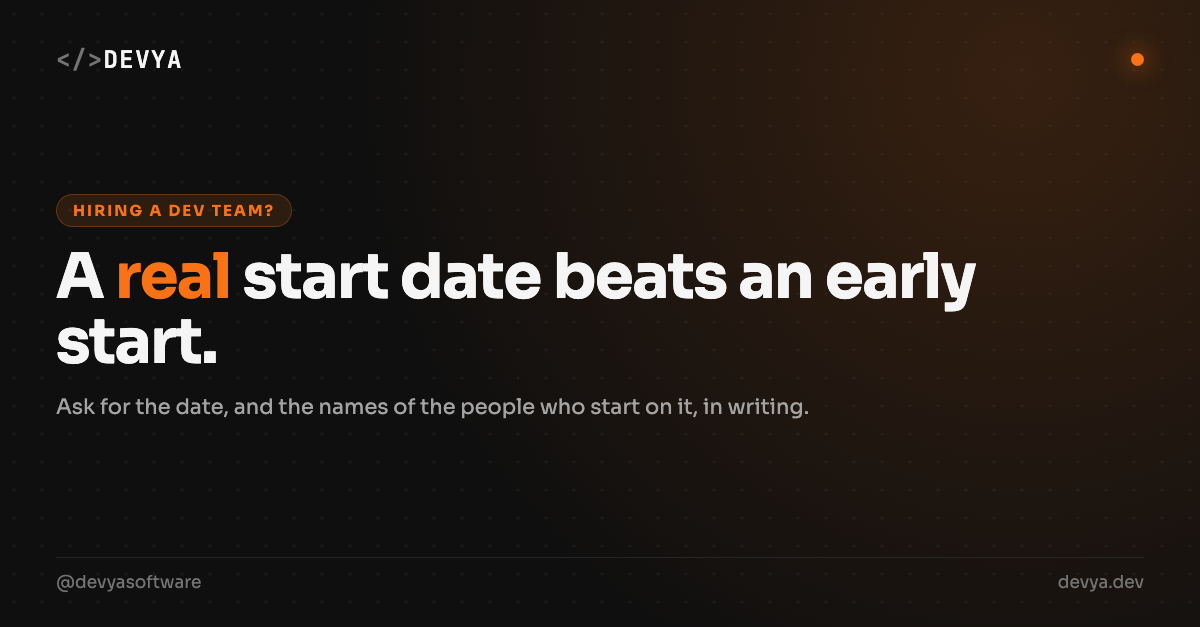 </>DEVYA
HIRING A DEV TEAM?
A real start date beats an early
start.
Ask for the date, and the names of the people who start on it, in writing.
@devyasoftware
devya.dev